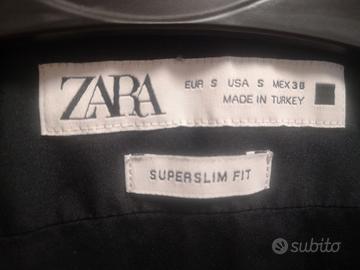 ZARA
EUR S USA S MEX 38
MADE IN TURKEY
SUPERSLIM FIT
subito